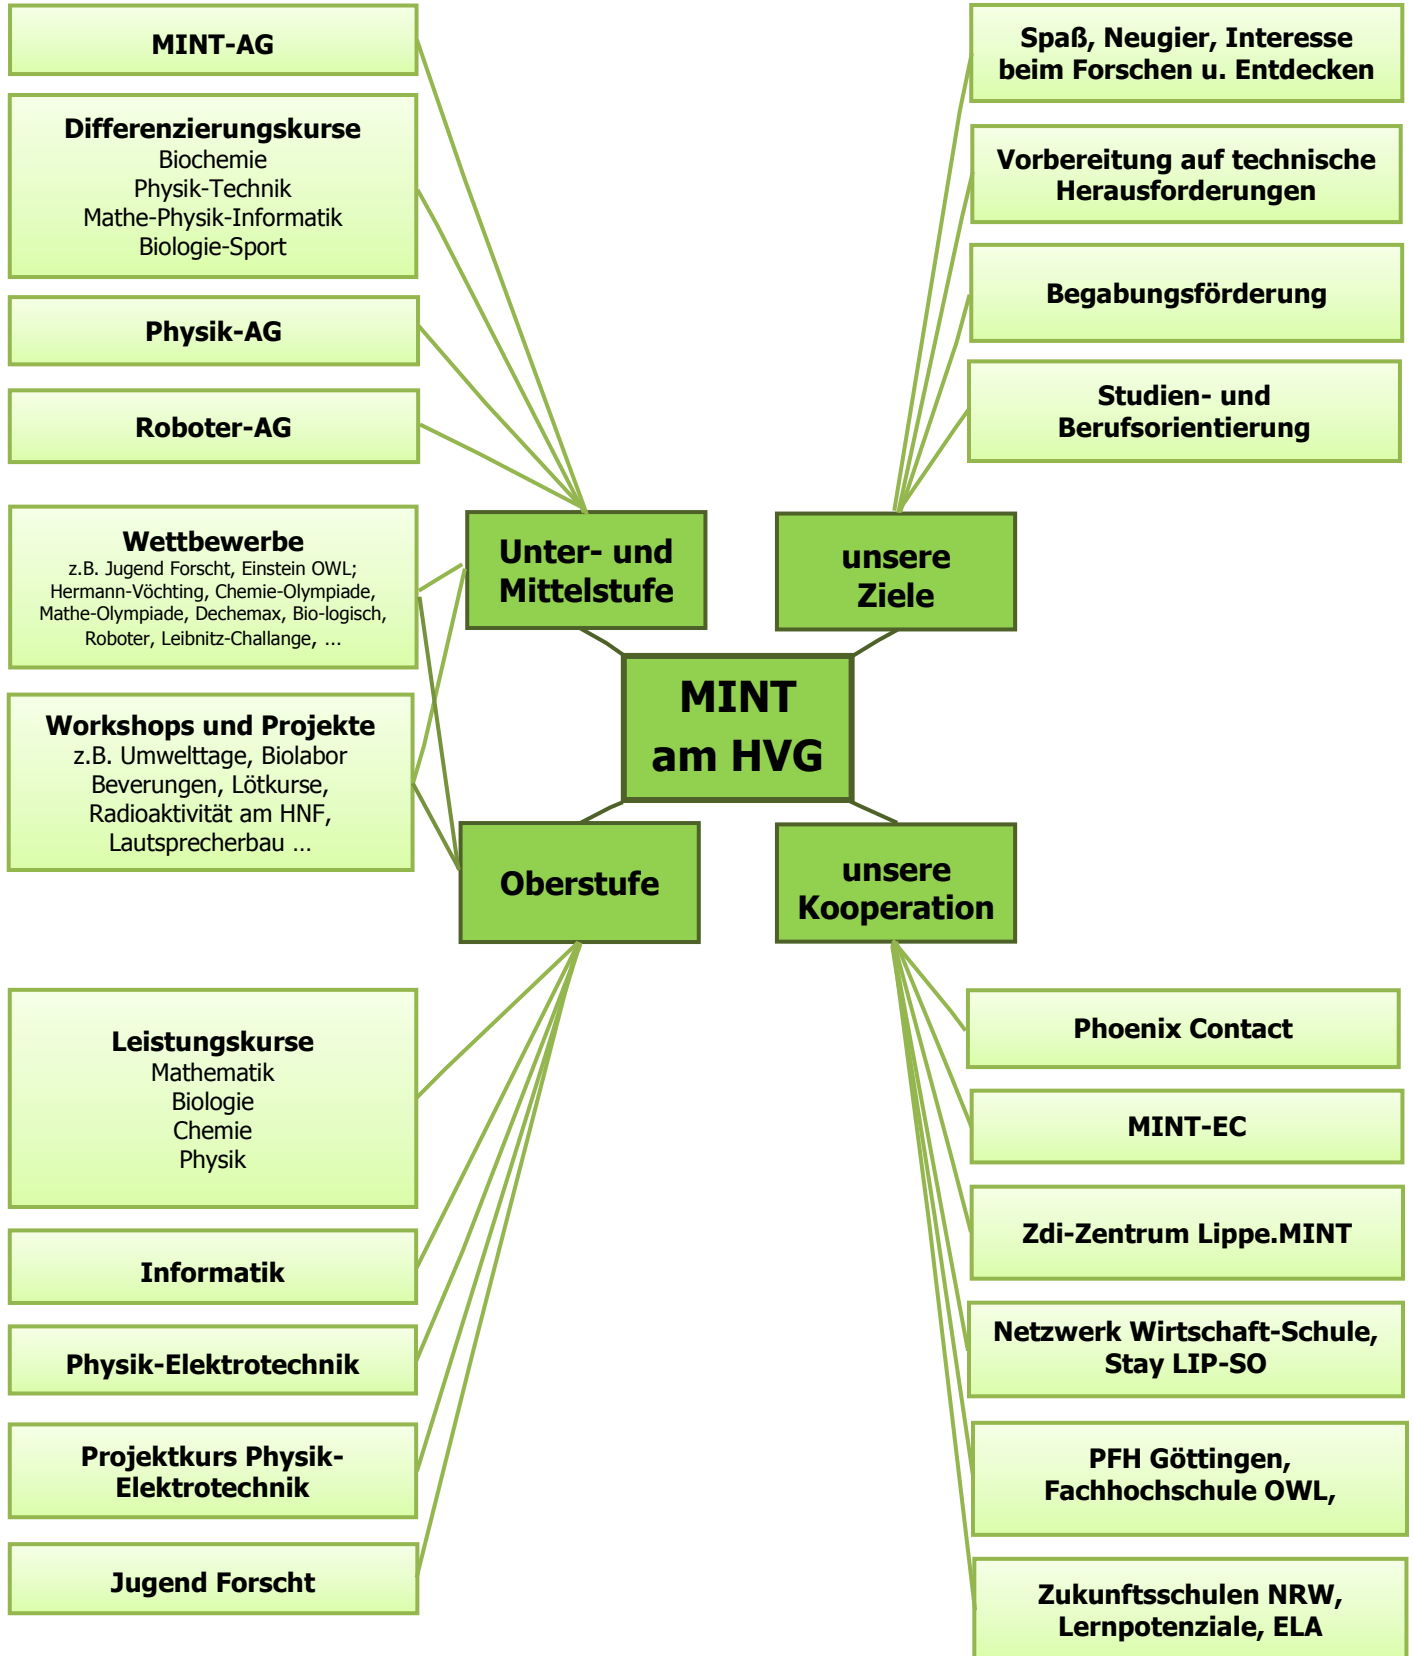 MINT-AG
Differenzierungskurse
Biochemie
Physik-Technik
Mathe-Physik-Informatik
Biologie-Sport
Physik-AG
Roboter-AG
Wettbewerbe
z.B. Jugend Forscht, Einstein OWL;
Hermann-Vöchting, Chemie-Olympiade,
Mathe-Olympiade, Dechemax, Bio-logisch,
Roboter, Leibnitz-Challange, ...
Workshops und Projekte
z.B. Umwelttage, Biolabor
Beverungen, Lötkurse,
Radioaktivität am HNF,
Lautsprecherbau ...
Unter- und
Mittelstufe
Oberstufe
Leistungskurse
Mathematik
Biologie
Chemie
Physik
Informatik
Physik-Elektrotechnik
Projektkurs Physik-
Elektrotechnik
Jugend Forscht
MINT
am HVG
Spaß, Neugier, Interesse
beim Forschen u. Entdecken
Vorbereitung auf technische
Herausforderungen
Begabungsförderung
Studien- und
Berufsorientierung
unsere
Ziele
unsere
Kooperation
Phoenix Contact
MINT-EC
Zdi-Zentrum Lippe.MINT
Netzwerk Wirtschaft-Schule,
Stay LIP-SO
PFH Göttingen,
Fachhochschule OWL,
Zukunftsschulen NRW,
Lernpotenziale, ELA